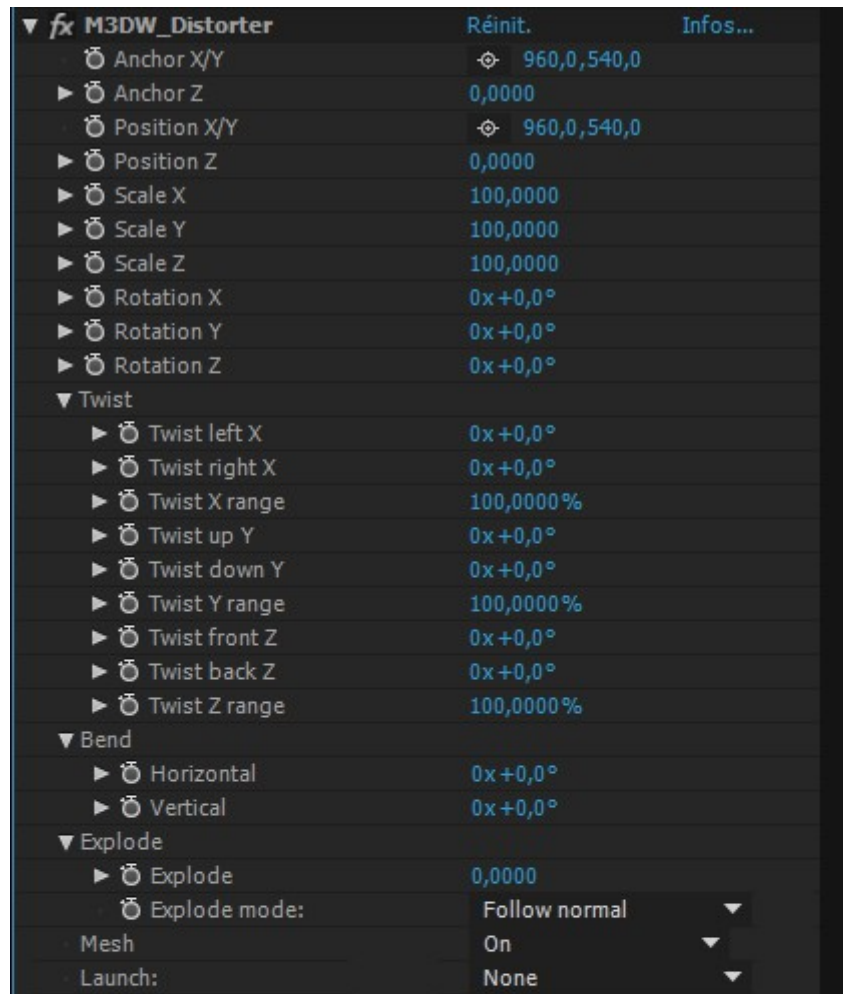 fx M3DW_Distorter Réinit. Infos...
Anchor X/Y 960,0,540,0
Anchor Z 0,0000
Position X/Y 960,0,540,0
Position Z 0,0000
Scale X 100,0000
Scale Y 100,0000
Scale Z 100,0000
Rotation X 0x+0,0°
Rotation Y 0x+0,0°
Rotation Z 0x+0,0°
Twist
Twist left X 0x+0,0°
Twist right X 0x+0,0°
Twist X range 100,0000%
Twist up Y 0x+0,0°
Twist down Y 0x+0,0°
Twist Y range 100,0000%
Twist front Z 0x+0,0°
Twist back Z 0x+0,0°
Twist Z range 100,0000%
Bend
Horizontal 0x+0,0°
Vertical 0x+0,0°
Explode
Explode 0,0000
Explode mode: Follow normal
Mesh On
Launch: None